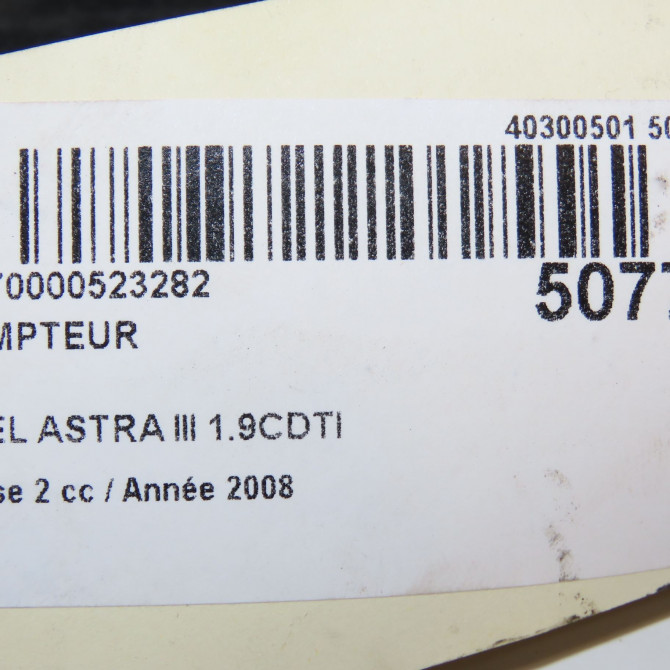 40300501 50
70000523282
5077
MPTEUR
EL ASTRA III 1.9CDTI
se 2 cc / Année 2008